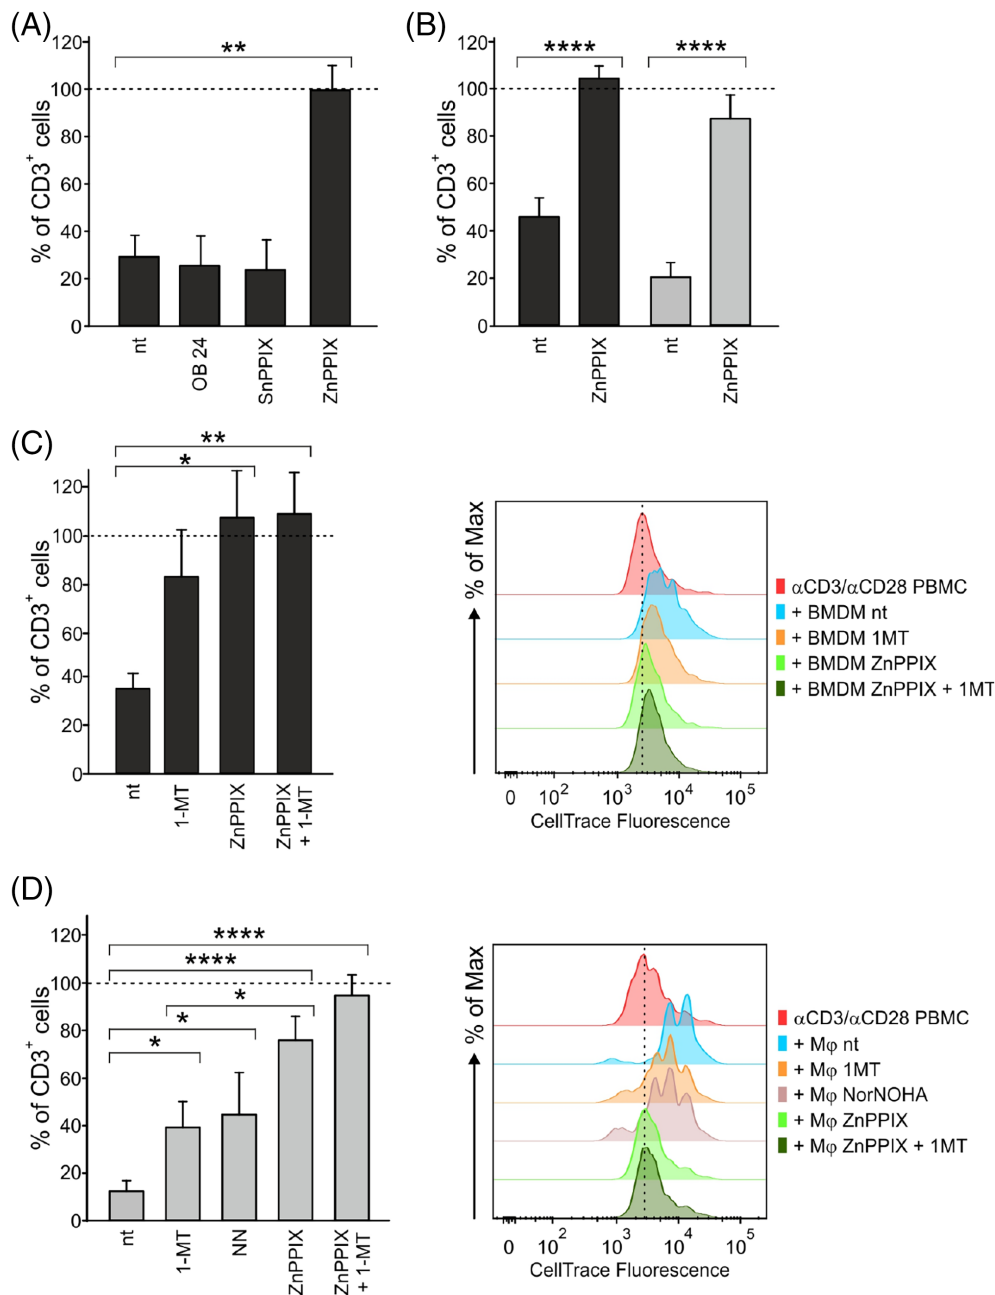 (A)
120
100
80
60
40
20
0
% of CD3+ cells
**
nt
OB 24
SnPPIX
ZnPPIX
(B)
120
100
80
60
40
20
0
% of CD3+ cells
****
****
nt
ZnPPIX
nt
ZnPPIX
(C)
120
100
80
60
40
20
0
% of CD3+ cells
**
*
nt
1-MT
ZnPPIX
ZnPPIX
+ 1-MT
% of Max
αCD3/αCD28 PBMC
+ BMDM nt
+ BMDM 1MT
+ BMDM ZnPPIX
+ BMDM ZnPPIX + 1MT
0 10² 10³ 10⁴ 10⁵
CellTrace Fluorescence
(D)
120
100
80
60
40
20
0
% of CD3+ cells
****
****
*
*
*
nt
1-MT
NN
ZnPPIX
ZnPPIX
+ 1-MT
% of Max
αCD3/αCD28 PBMC
+ Mφ nt
+ Mφ 1MT
+ Mφ NorNOHA
+ Mφ ZnPPIX
+ Mφ ZnPPIX + 1MT
0 10² 10³ 10⁴ 10⁵
CellTrace Fluorescence